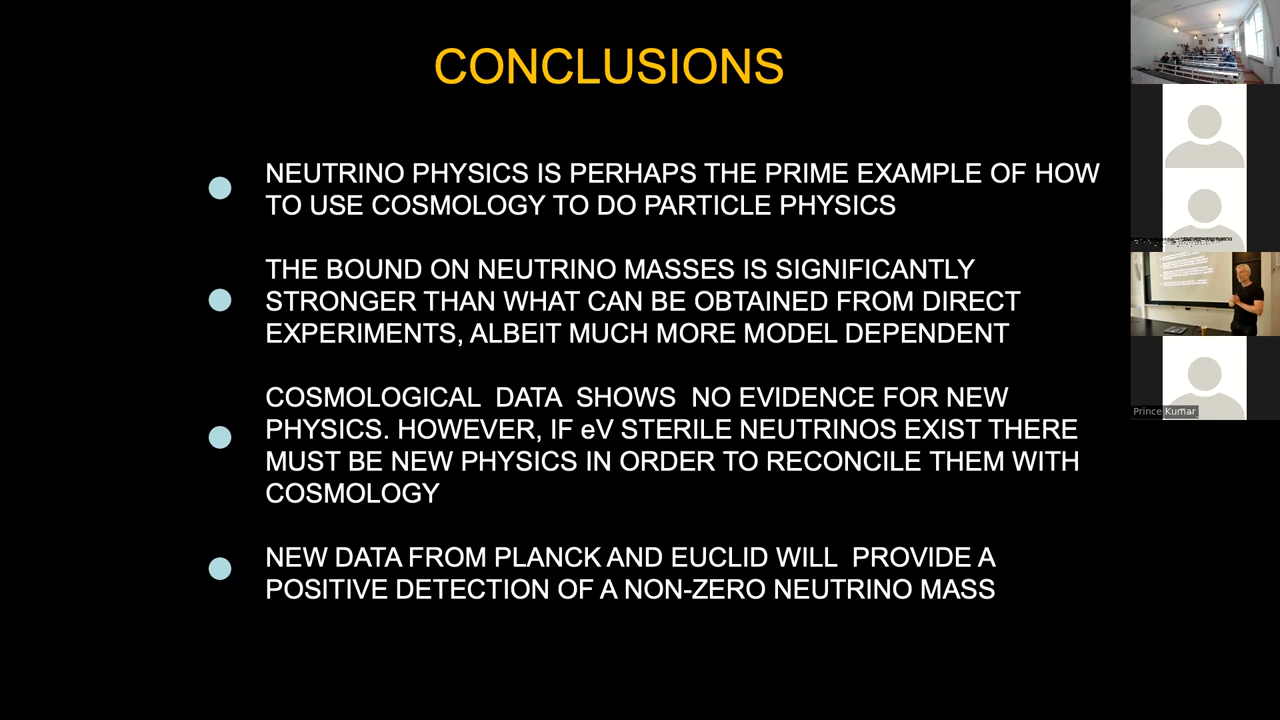 CONCLUSIONS
NEUTRINO PHYSICS IS PERHAPS THE PRIME EXAMPLE OF HOW
TO USE COSMOLOGY TO DO PARTICLE PHYSICS
THE BOUND ON NEUTRINO MASSES IS SIGNIFICANTLY
STRONGER THAN WHAT CAN BE OBTAINED FROM DIRECT
EXPERIMENTS, ALBEIT MUCH MORE MODEL DEPENDENT
COSMOLOGICAL DATA SHOWS NO EVIDENCE FOR NEW
PHYSICS. HOWEVER, IF eV STERILE NEUTRINOS EXIST THERE
MUST BE NEW PHYSICS IN ORDER TO RECONCILE THEM WITH
COSMOLOGY
NEW DATA FROM PLANCK AND EUCLID WILL PROVIDE A
POSITIVE DETECTION OF A NON-ZERO NEUTRINO MASS
Prince Kumar